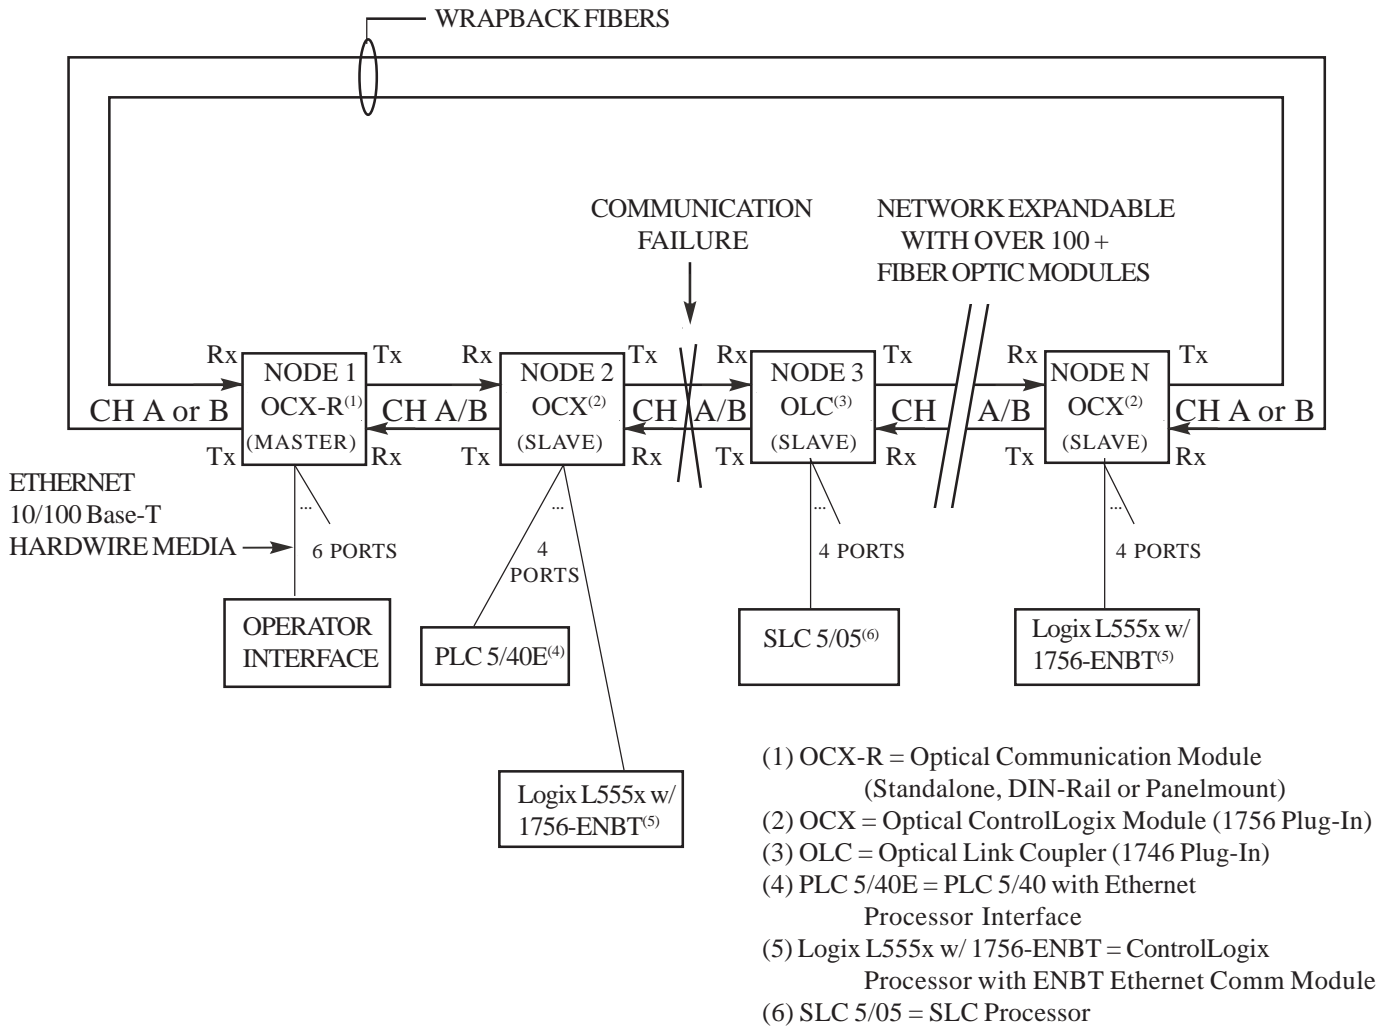 WRAPBACK FIBERS
COMMUNICATION
FAILURE
NETWORK EXPANDABLE
WITH OVER 100 +
FIBER OPTIC MODULES
Rx
NODE 1
OCX-R(1)
(MASTER)
Tx
CH A or B
Tx
Rx
CH A/B
Rx
NODE 2
OCX(2)
(SLAVE)
Tx
Tx
Rx
CH A/B
Rx
NODE 3
OLC(3)
(SLAVE)
Tx
Tx
Rx
CH A/B
Rx
NODE N
OCX(2)
(SLAVE)
Tx
Tx
Rx
CH A or B
ETHERNET
10/100 Base-T
HARDWIRE MEDIA
...
6 PORTS
...
4
PORTS
...
4 PORTS
...
4 PORTS
OPERATOR
INTERFACE
PLC 5/40E(4)
SLC 5/05(6)
Logix L555x w/
1756-ENBT(5)
Logix L555x w/
1756-ENBT(5)
(1) OCX-R = Optical Communication Module
(Standalone, DIN-Rail or Panelmount)
(2) OCX = Optical ControlLogix Module (1756 Plug-In)
(3) OLC = Optical Link Coupler (1746 Plug-In)
(4) PLC 5/40E = PLC 5/40 with Ethernet
Processor Interface
(5) Logix L555x w/ 1756-ENBT = ControlLogix
Processor with ENBT Ethernet Comm Module
(6) SLC 5/05 = SLC Processor